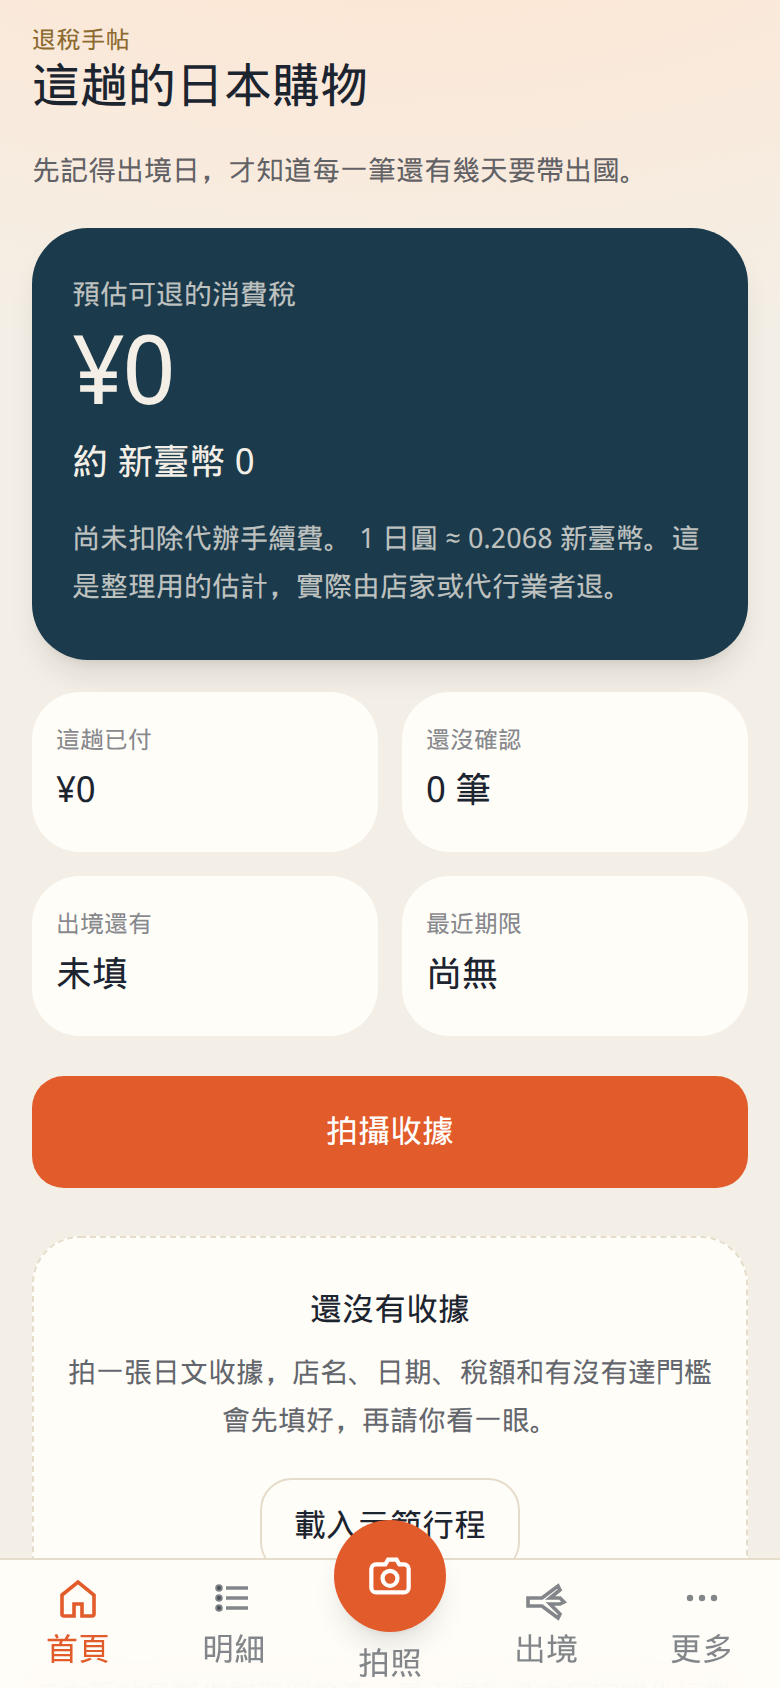 退稅手帖
這趟的日本購物
先記得出境日，才知道每一筆還有幾天要帶出國。
預估可退的消費稅
¥0
約 新臺幣 0
尚未扣除代辦手續費。 1 日圓 ≈ 0.2068 新臺幣。這
是整理用的估計，實際由店家或代行業者退。
這趟已付
¥0
還沒確認
0 筆
出境還有
未填
最近期限
尚無
拍攝收據
還沒有收據
拍一張日文收據，店名、日期、稅額和有沒有達門檻
會先填好，再請你看一眼。
載入示範行程
首頁
明細
拍照
出境
更多